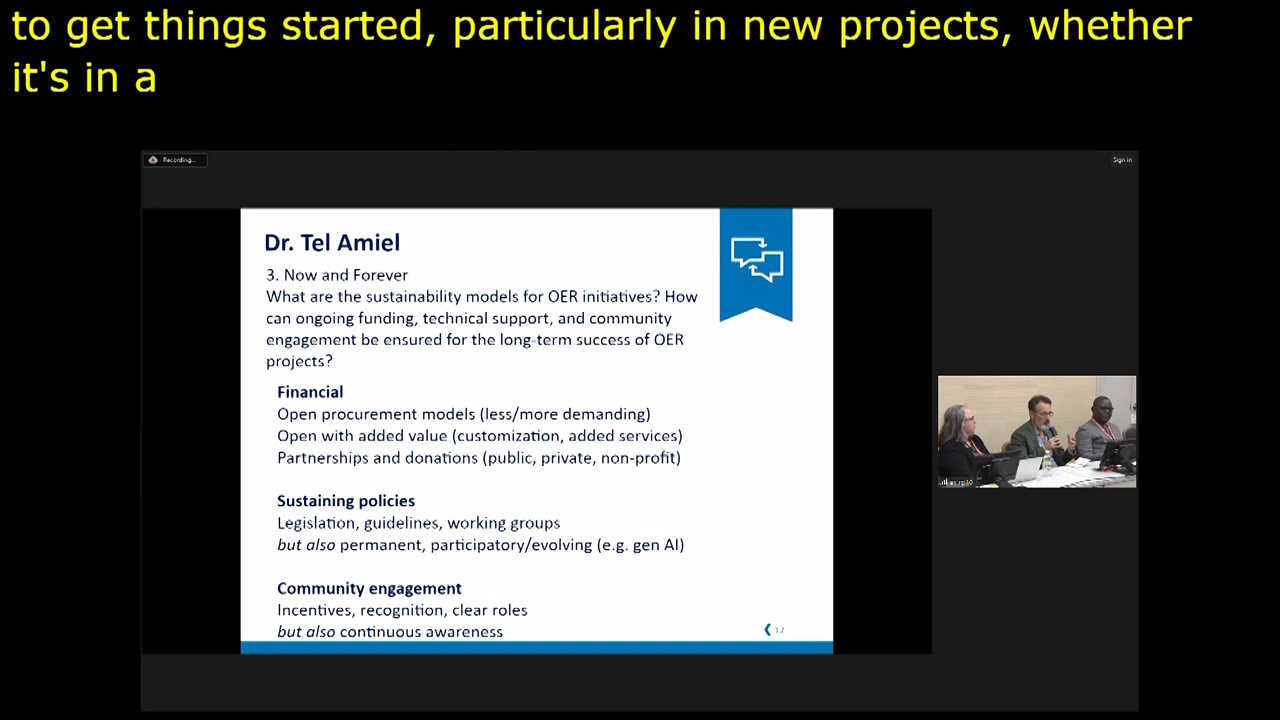 to get things started, particularly in new projects, whether
it's in a
Recording...
Sign in
Dr. Tel Amiel
3. Now and Forever
What are the sustainability models for OER initiatives? How
can ongoing funding, technical support, and community
engagement be ensured for the long-term success of OER
projects?
Financial
Open procurement models (less/more demanding)
Open with added value (customization, added services)
Partnerships and donations (public, private, non-profit)
Sustaining policies
Legislation, guidelines, working groups
but also permanent, participatory/evolving (e.g. gen AI)
Community engagement
Incentives, recognition, clear roles
but also continuous awareness
12